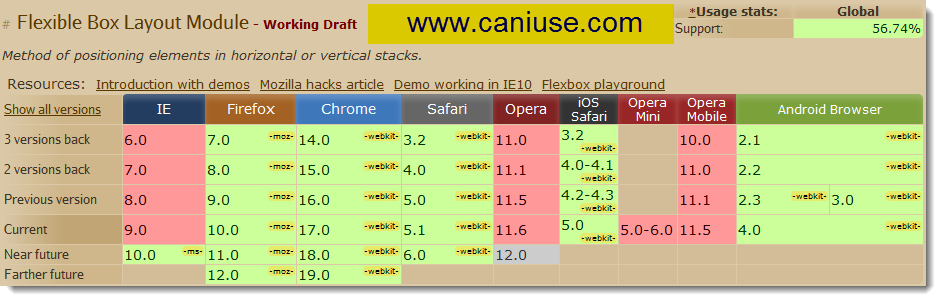 # Flexible Box Layout Module - Working Draft
www.caniuse.com
*Usage stats: Global
Support: 56.74%
Method of positioning elements in horizontal or vertical stacks.
Resources: Introduction with demos Mozilla hacks article Demo working in IE10 Flexbox playground
Show all versions IE Firefox Chrome Safari Opera iOS Safari Opera Mini Opera Mobile Android Browser
3 versions back 6.0 7.0 -moz- 14.0 -webkit- 3.2 -webkit- 11.0 3.2 -webkit- 10.0 2.1 -webkit-
2 versions back 7.0 8.0 -moz- 15.0 -webkit- 4.0 -webkit- 11.1 4.0-4.1 -webkit- 11.0 2.2 -webkit-
Previous version 8.0 9.0 -moz- 16.0 -webkit- 5.0 -webkit- 11.5 4.2-4.3 -webkit- 11.1 2.3 -webkit- 3.0 -webkit-
Current 9.0 10.0 -moz- 17.0 -webkit- 5.1 -webkit- 11.6 5.0 -webkit- 5.0-6.0 11.5 4.0 -webkit-
Near future 10.0 -ms- 11.0 -moz- 18.0 -webkit- 6.0 -webkit- 12.0
Farther future 12.0 -moz- 19.0 -webkit-